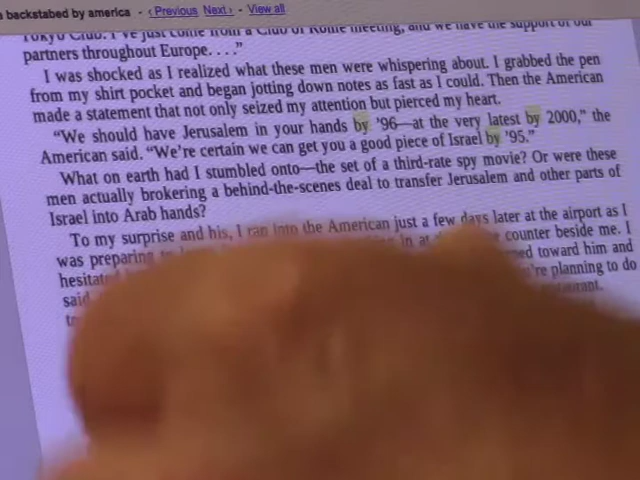 backstabed by america - ‹Previous Next› - View all
Tokyo Club. I've just come from a Club of Rome meeting, and we have the support of our
partners throughout Europe. . . ."
I was shocked as I realized what these men were whispering about. I grabbed the pen
from my shirt pocket and began jotting down notes as fast as I could. Then the American
made a statement that not only seized my attention but pierced my heart.
"We should have Jerusalem in your hands by '96—at the very latest by 2000," the
American said. "We're certain we can get you a good piece of Israel by '95."
What on earth had I stumbled onto—the set of a third-rate spy movie? Or were these
men actually brokering a behind-the-scenes deal to transfer Jerusalem and other parts of
Israel into Arab hands?
To my surprise and his, I ran into the American just a few days later at the airport as I
was preparing in at counter beside me. I
hesitated toward him and
said planning to do